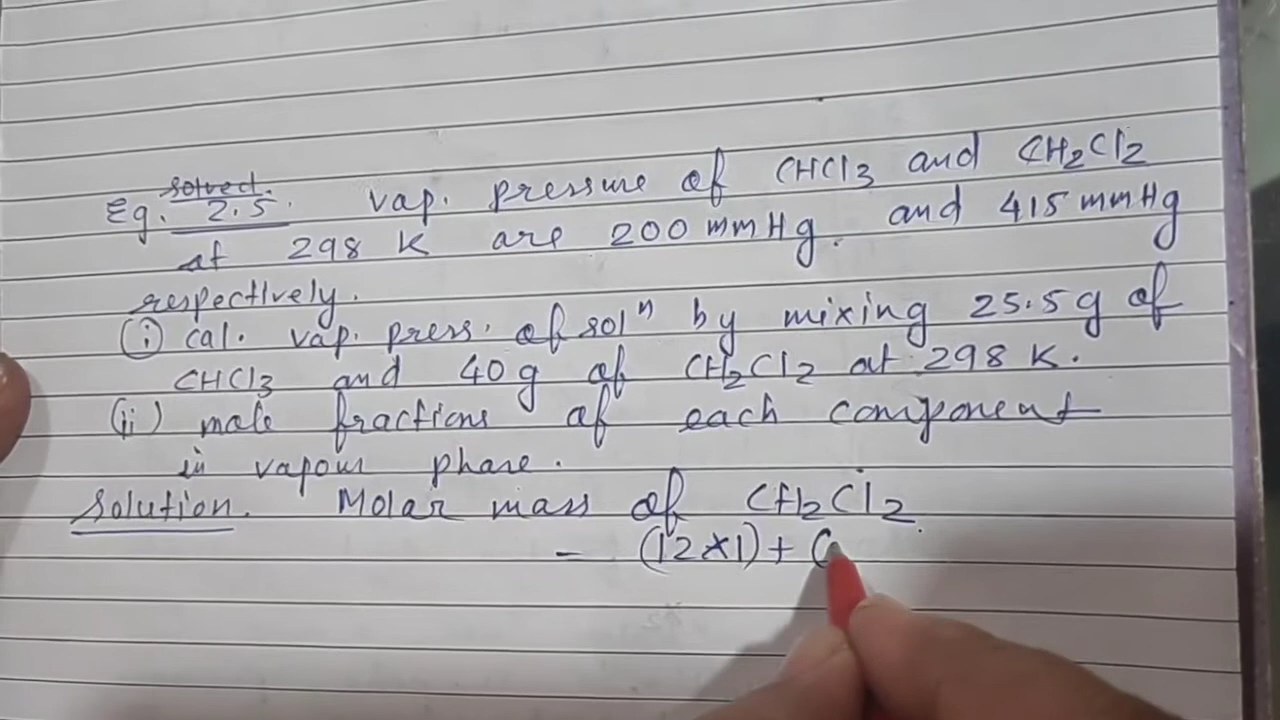 Eg. solved. 2.5. vap. pressure of CHCl3 and CH2Cl2
at 298 K are 200 mmHg. and 415 mmHg
respectively.
(i) cal. vap. press. of solⁿ by mixing 25.5g of
CHCl3 and 40g of CH2Cl2 at 298 K.
(ii) mole fractions of each component
in vapour phase.
Solution. Molar mass of CH2Cl2.
= (12×1)+(